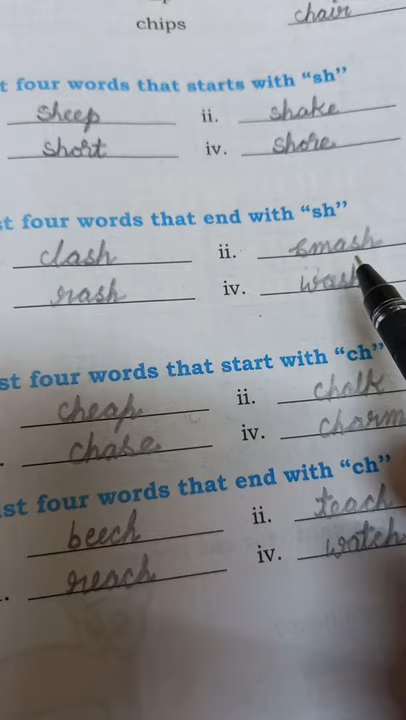 chips chair
t four words that starts with "sh"
sheep ii. shake
short iv. shore
st four words that end with "sh"
clash ii. smash
rash iv. wash
st four words that start with "ch"
cheap ii. chalk
chase iv. charm
ist four words that end with "ch"
beech ii. teach
reach iv. watch